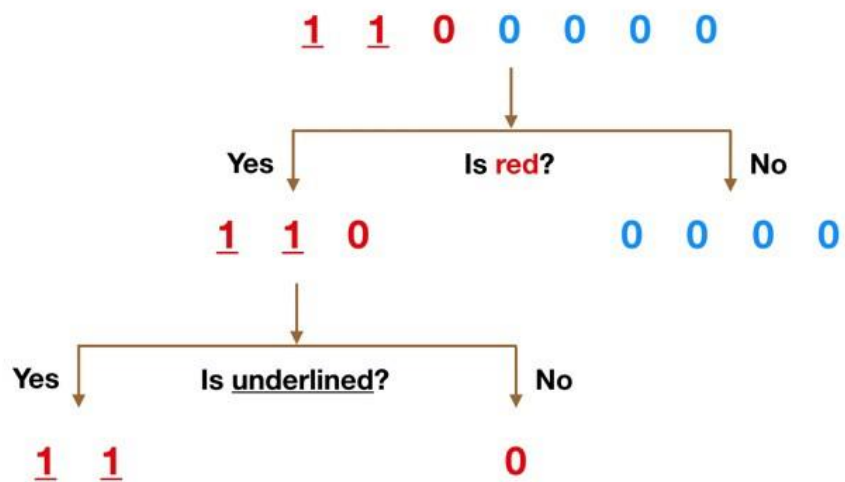 1 1 0 0 0 0 0
Yes Is red? No
1 1 0 0 0 0 0
Yes Is underlined? No
1 1 0